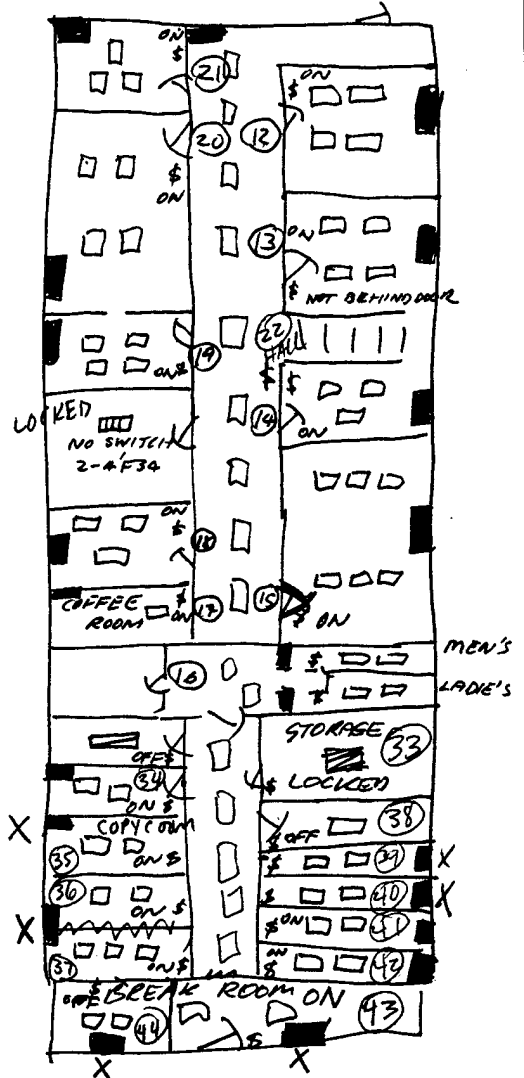 ON
$
21
$ ON
20
12
$
ON
ON
13
$ NOT BEHIND DOOR
22
HALL
$
19
ON $
$
14
ON
LOCKED
NO SWITCH
2-4'F34
ON
$
18
COFFEE
ROOM
$
ON
17
15
$ ON
MEN'S
$
LADIE'S
16
STORAGE
33
LOCKED
$
OFF $
34
ON $
38
$ OFF
X
COPY ROOM
35
ON $
$
39
X
36
ON $
$
40
X
X
$ ON
41
37
ON $
ON
$
42
BREAK ROOM ON
43
$
OFF
44
$
X
X